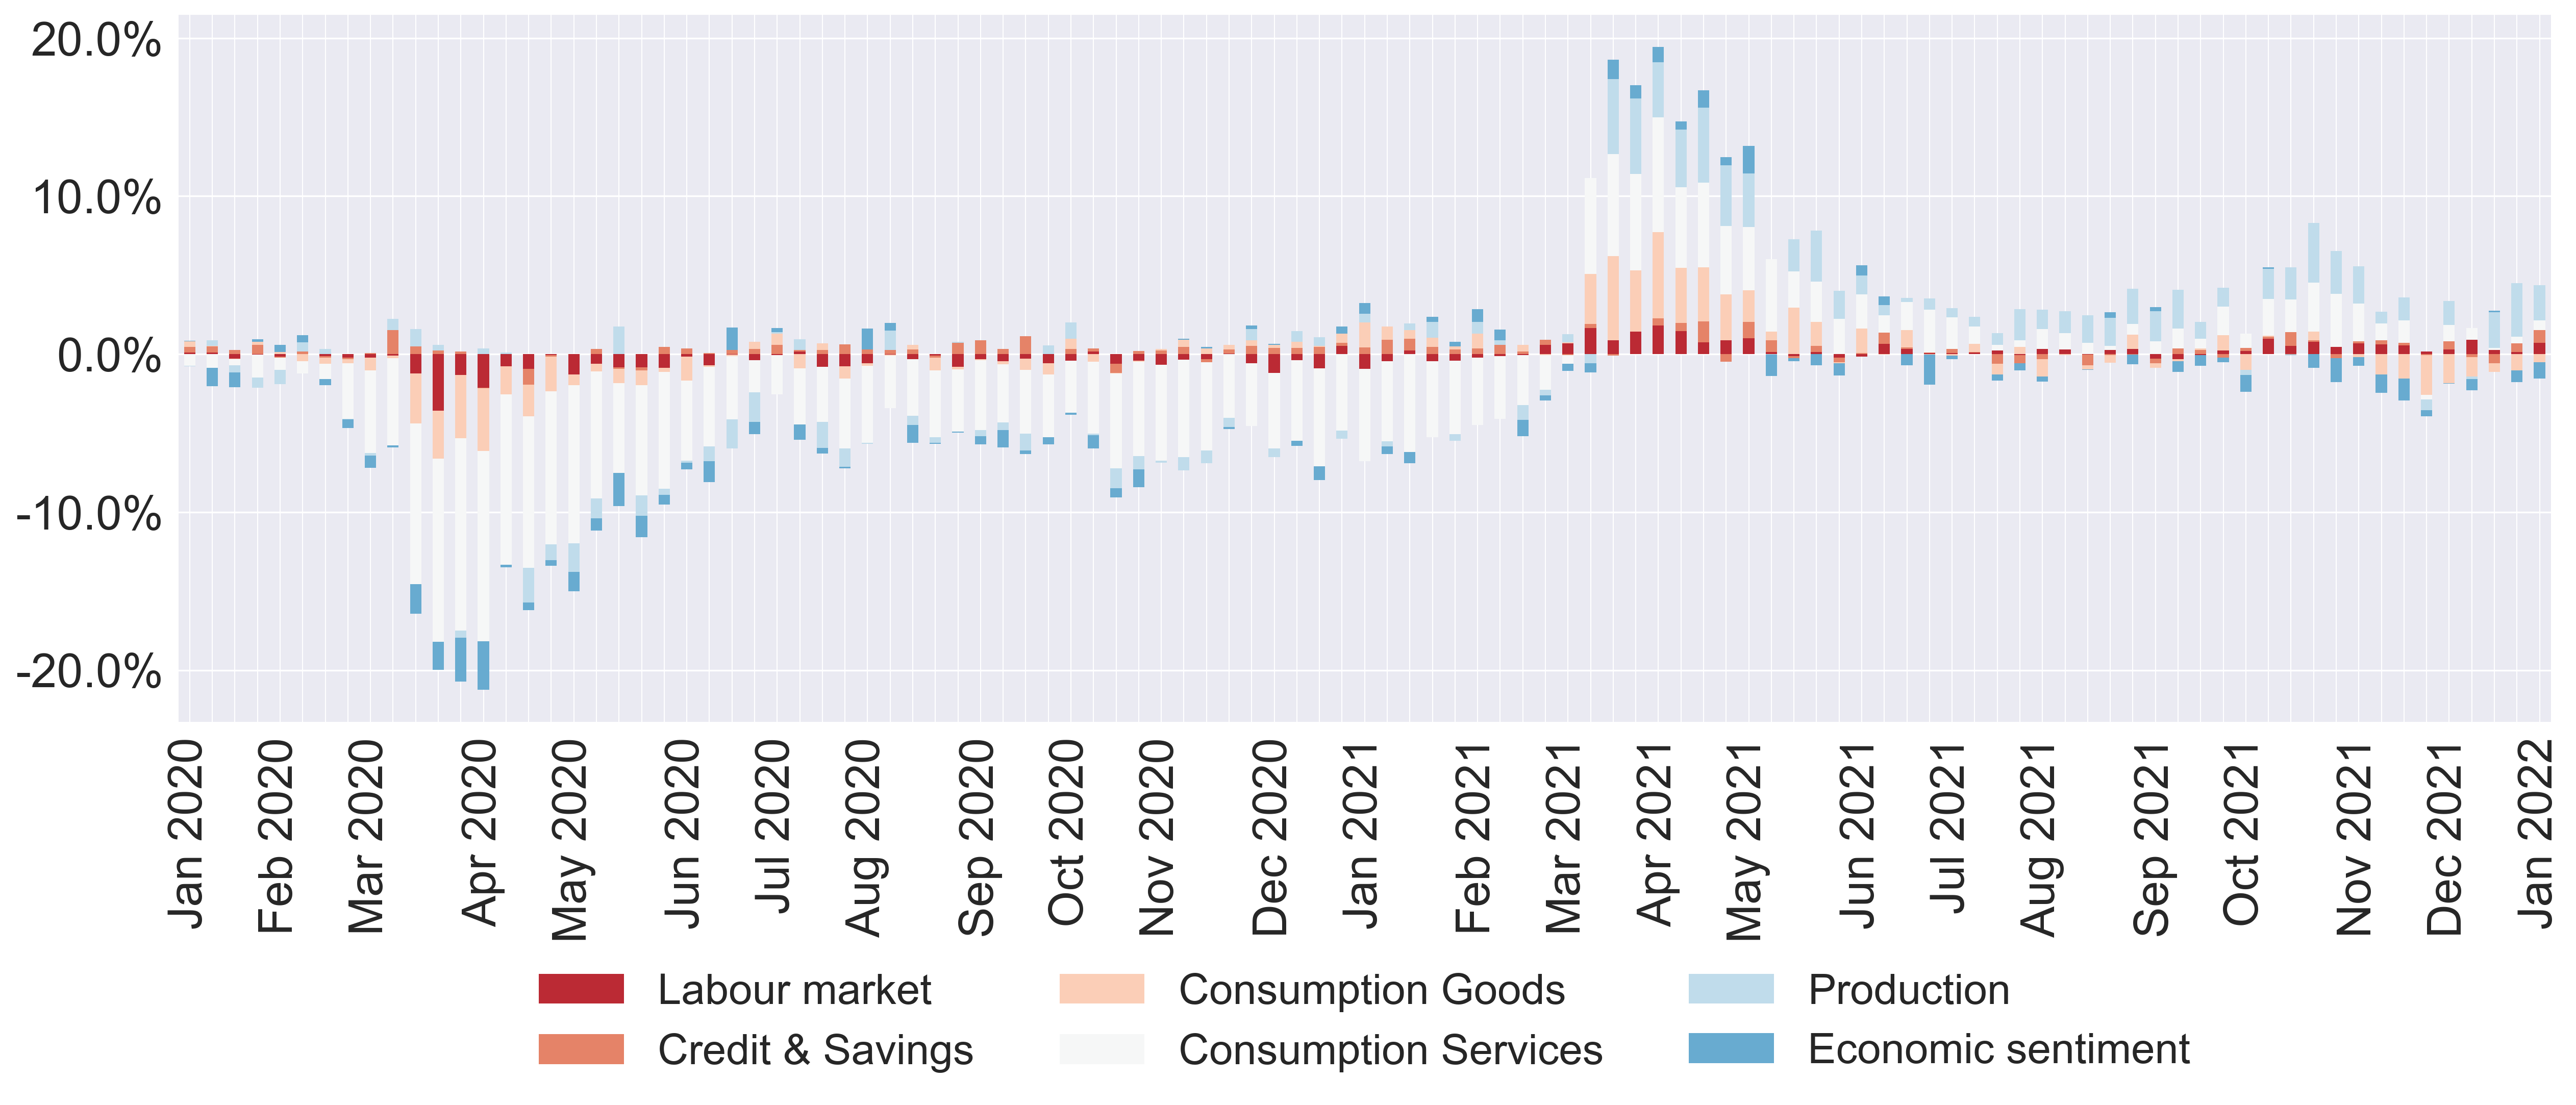 20.0%
10.0%
0.0%
-10.0%
-20.0%
Jan 2020
Feb 2020
Mar 2020
Apr 2020
May 2020
Jun 2020
Jul 2020
Aug 2020
Sep 2020
Oct 2020
Nov 2020
Dec 2020
Jan 2021
Feb 2021
Mar 2021
Apr 2021
May 2021
Jun 2021
Jul 2021
Aug 2021
Sep 2021
Oct 2021
Nov 2021
Dec 2021
Jan 2022
Labour market
Credit & Savings
Consumption Goods
Consumption Services
Production
Economic sentiment